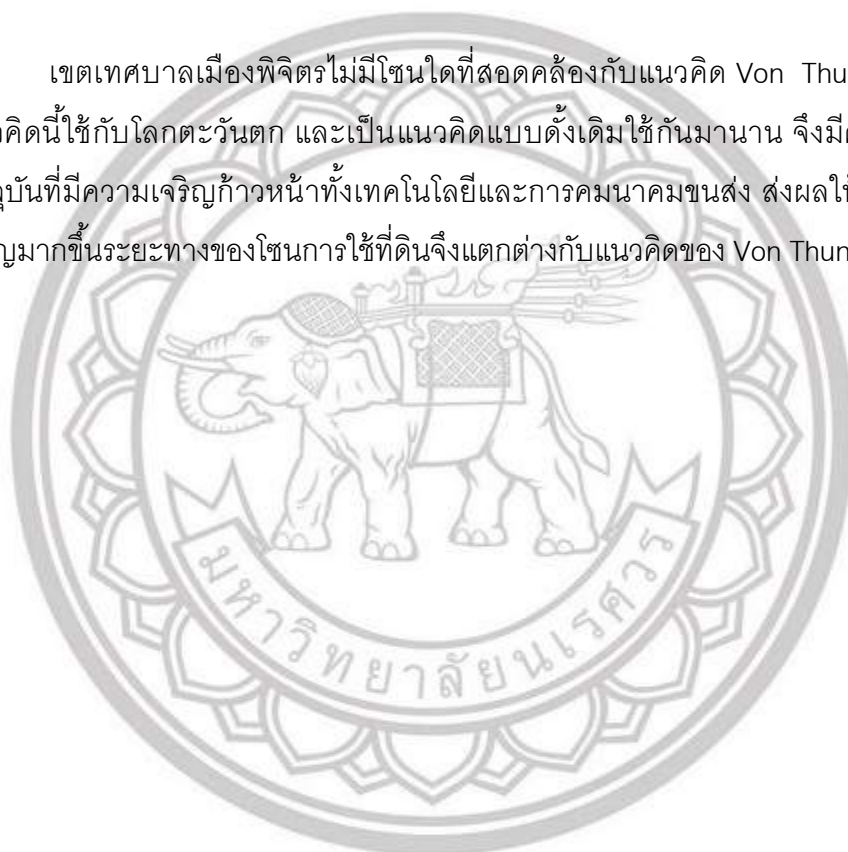 เขตเทศบาลเมืองพิจิตรไม่มีโซนใดที่สอดคล้องกับแนวคิด Von Thu
คิดนี้ใช้กับโลกตะวันตก และเป็นแนวคิดแบบดั้งเดิมใช้กันมานาน จึงมี
บันที่มีความเจริญก้าวหน้าทั้งเทคโนโลยีและการคมนาคมขนส่ง ส่งผลให้
ญมากขึ้นระยะทางของโซนการใช้ที่ดินจึงแตกต่างกับแนวคิดของ Von Thun
มหาวิทยาลัยนเรศวร